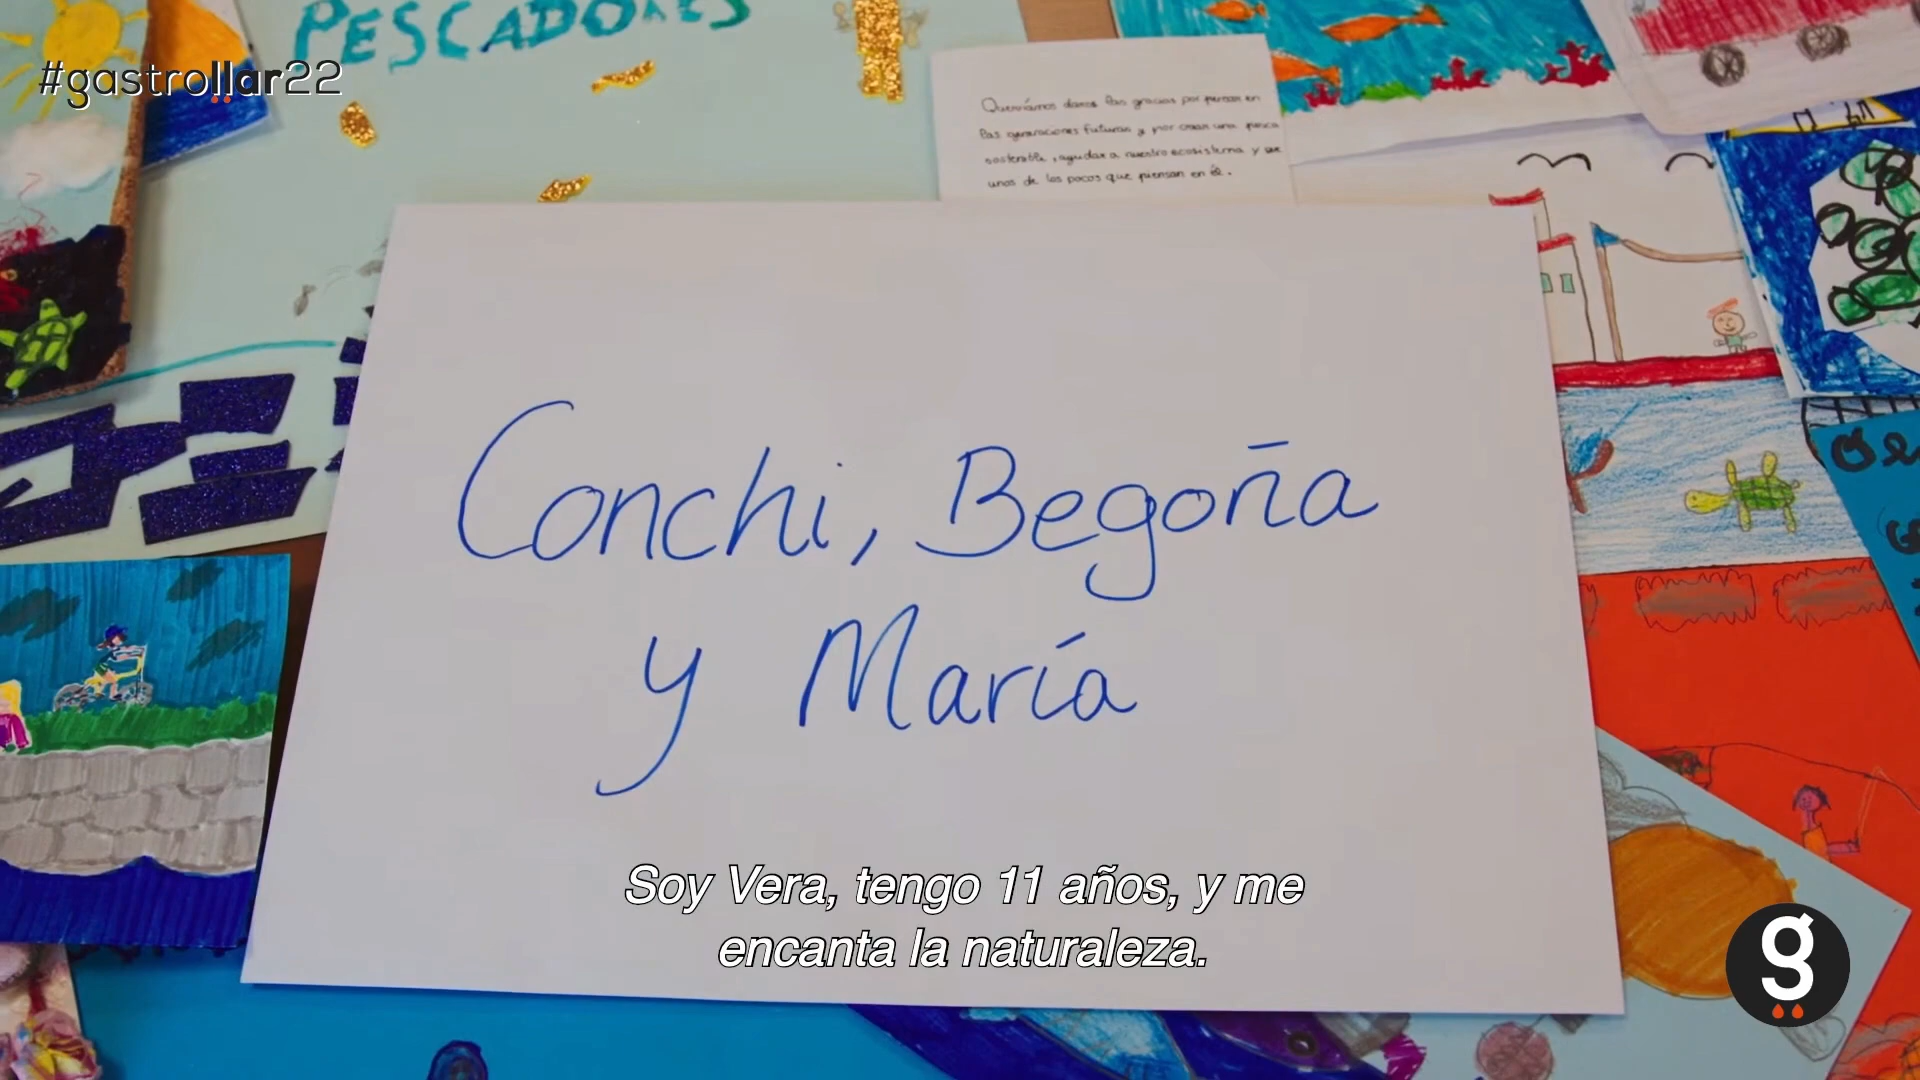 PESCADORES
#gastrollar22
Querríamos daros las gracias por pensar en
las generaciones futuras y por crear una pesca
sostenible, ayudar a nuestro ecosistema y ser
unos de los pocos que piensan en él.
Conchi, Begoña
y María
Soy Vera, tengo 11 años, y me
encanta la naturaleza.
g